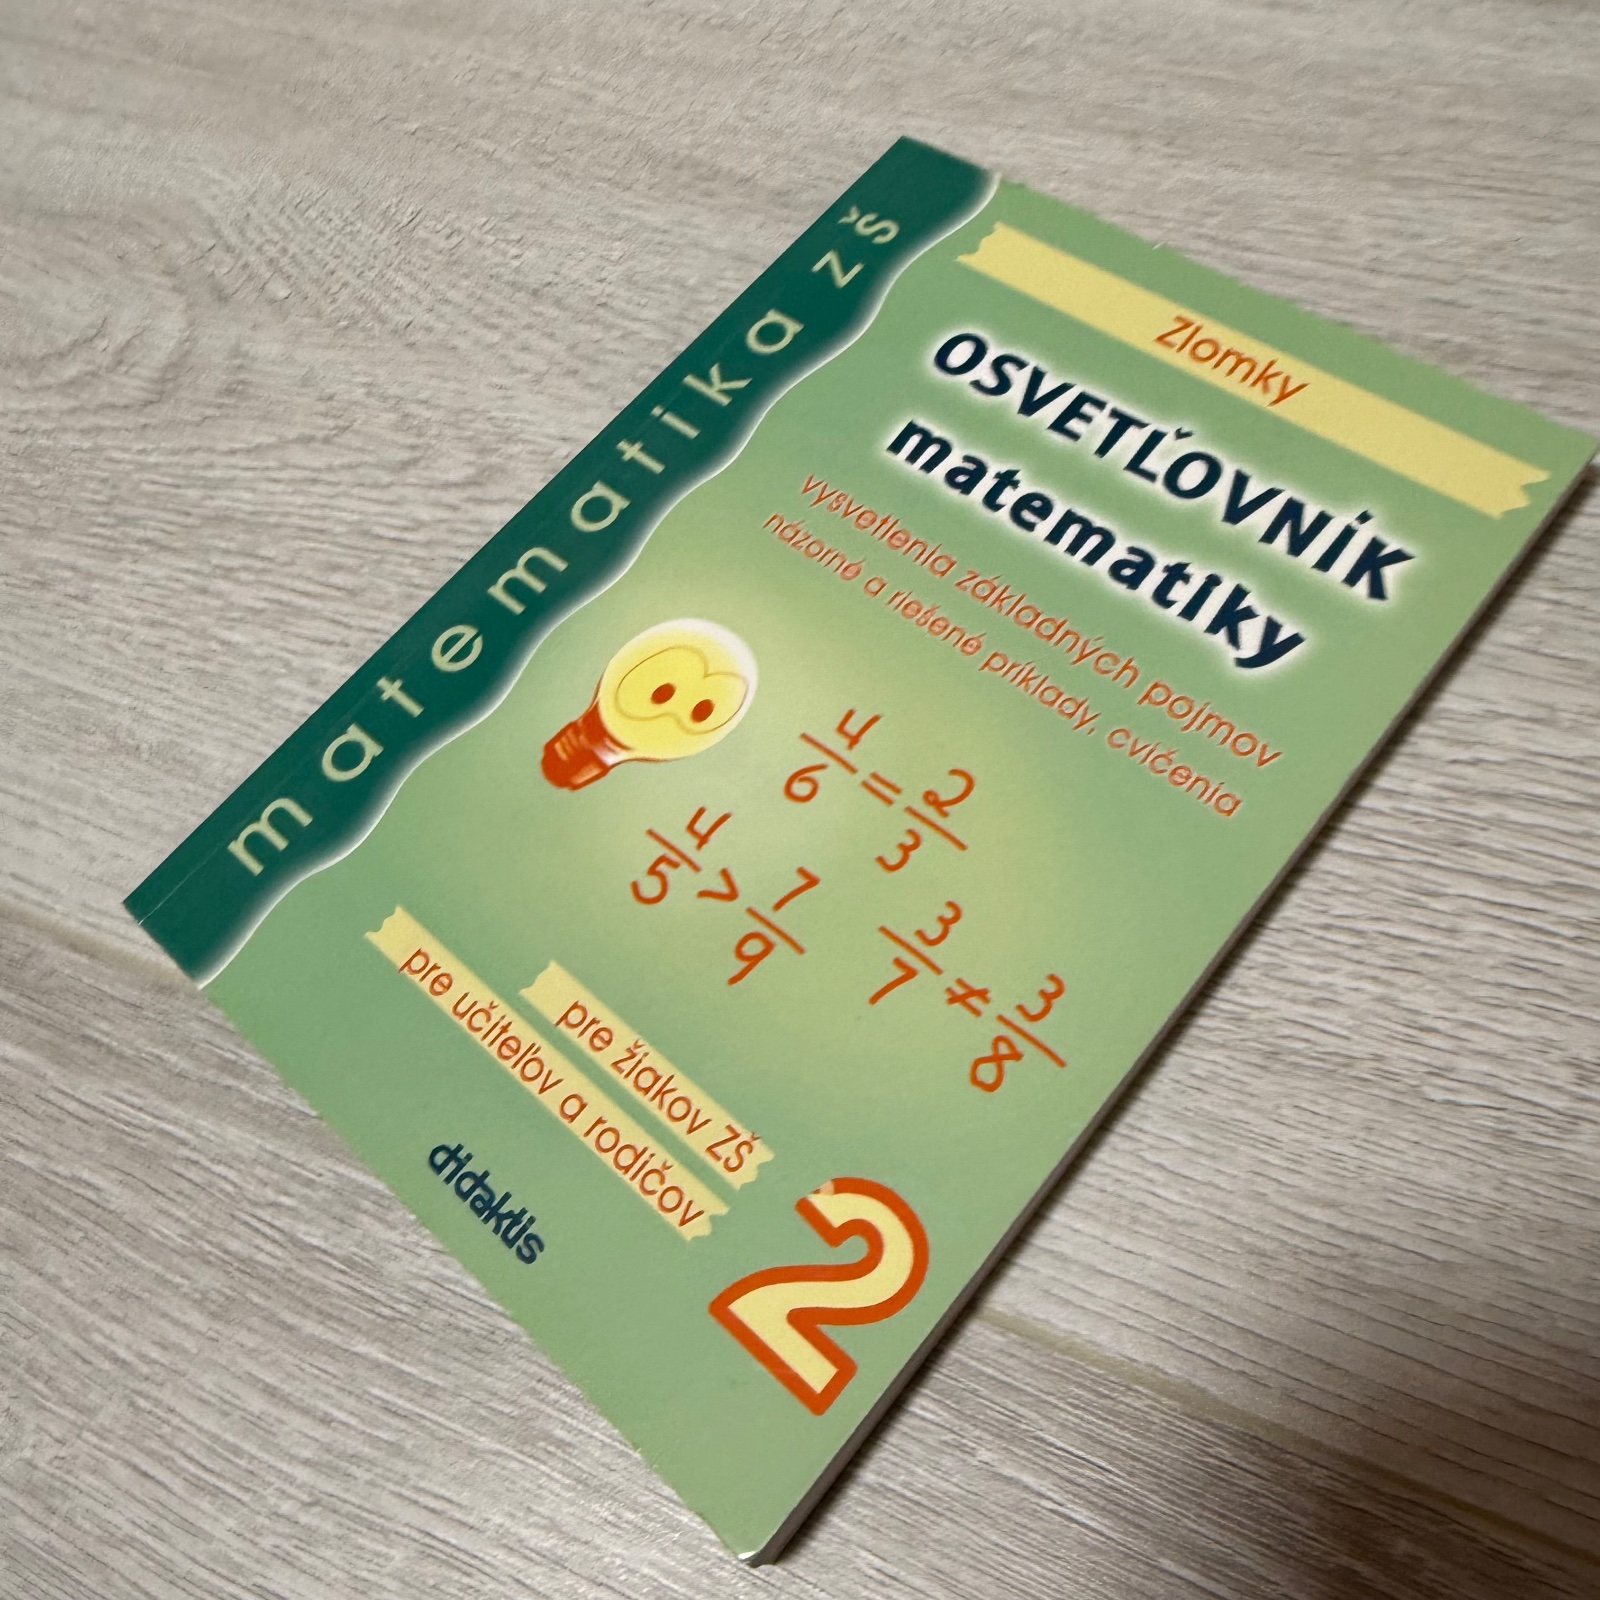 matematika zš
Zlomky
OSVETĽOVNÍK
matematiky
vysvetlenia základných pojmov
názorné a riešené príklady, cvičenia
4/6 = 2/3
4/5 > 7/9
3/7 ≠ 3/8
pre žiakov ZŠ
pre učiteľov a rodičov
didaktis
2